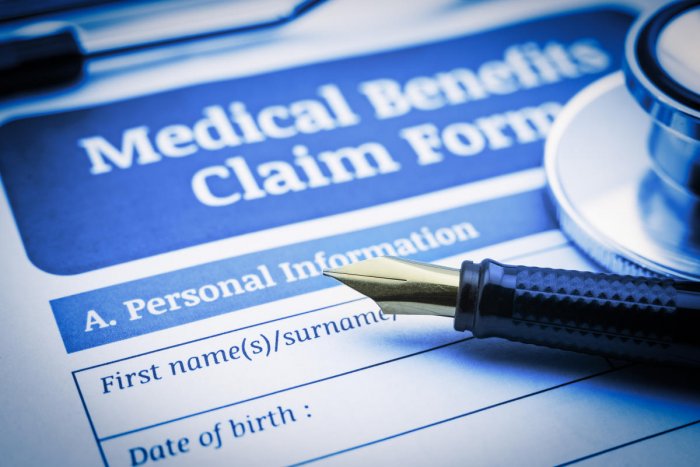 Medical Benefits
Claim Form
A. Personal Information
First name(s)/surname/
Date of birth :